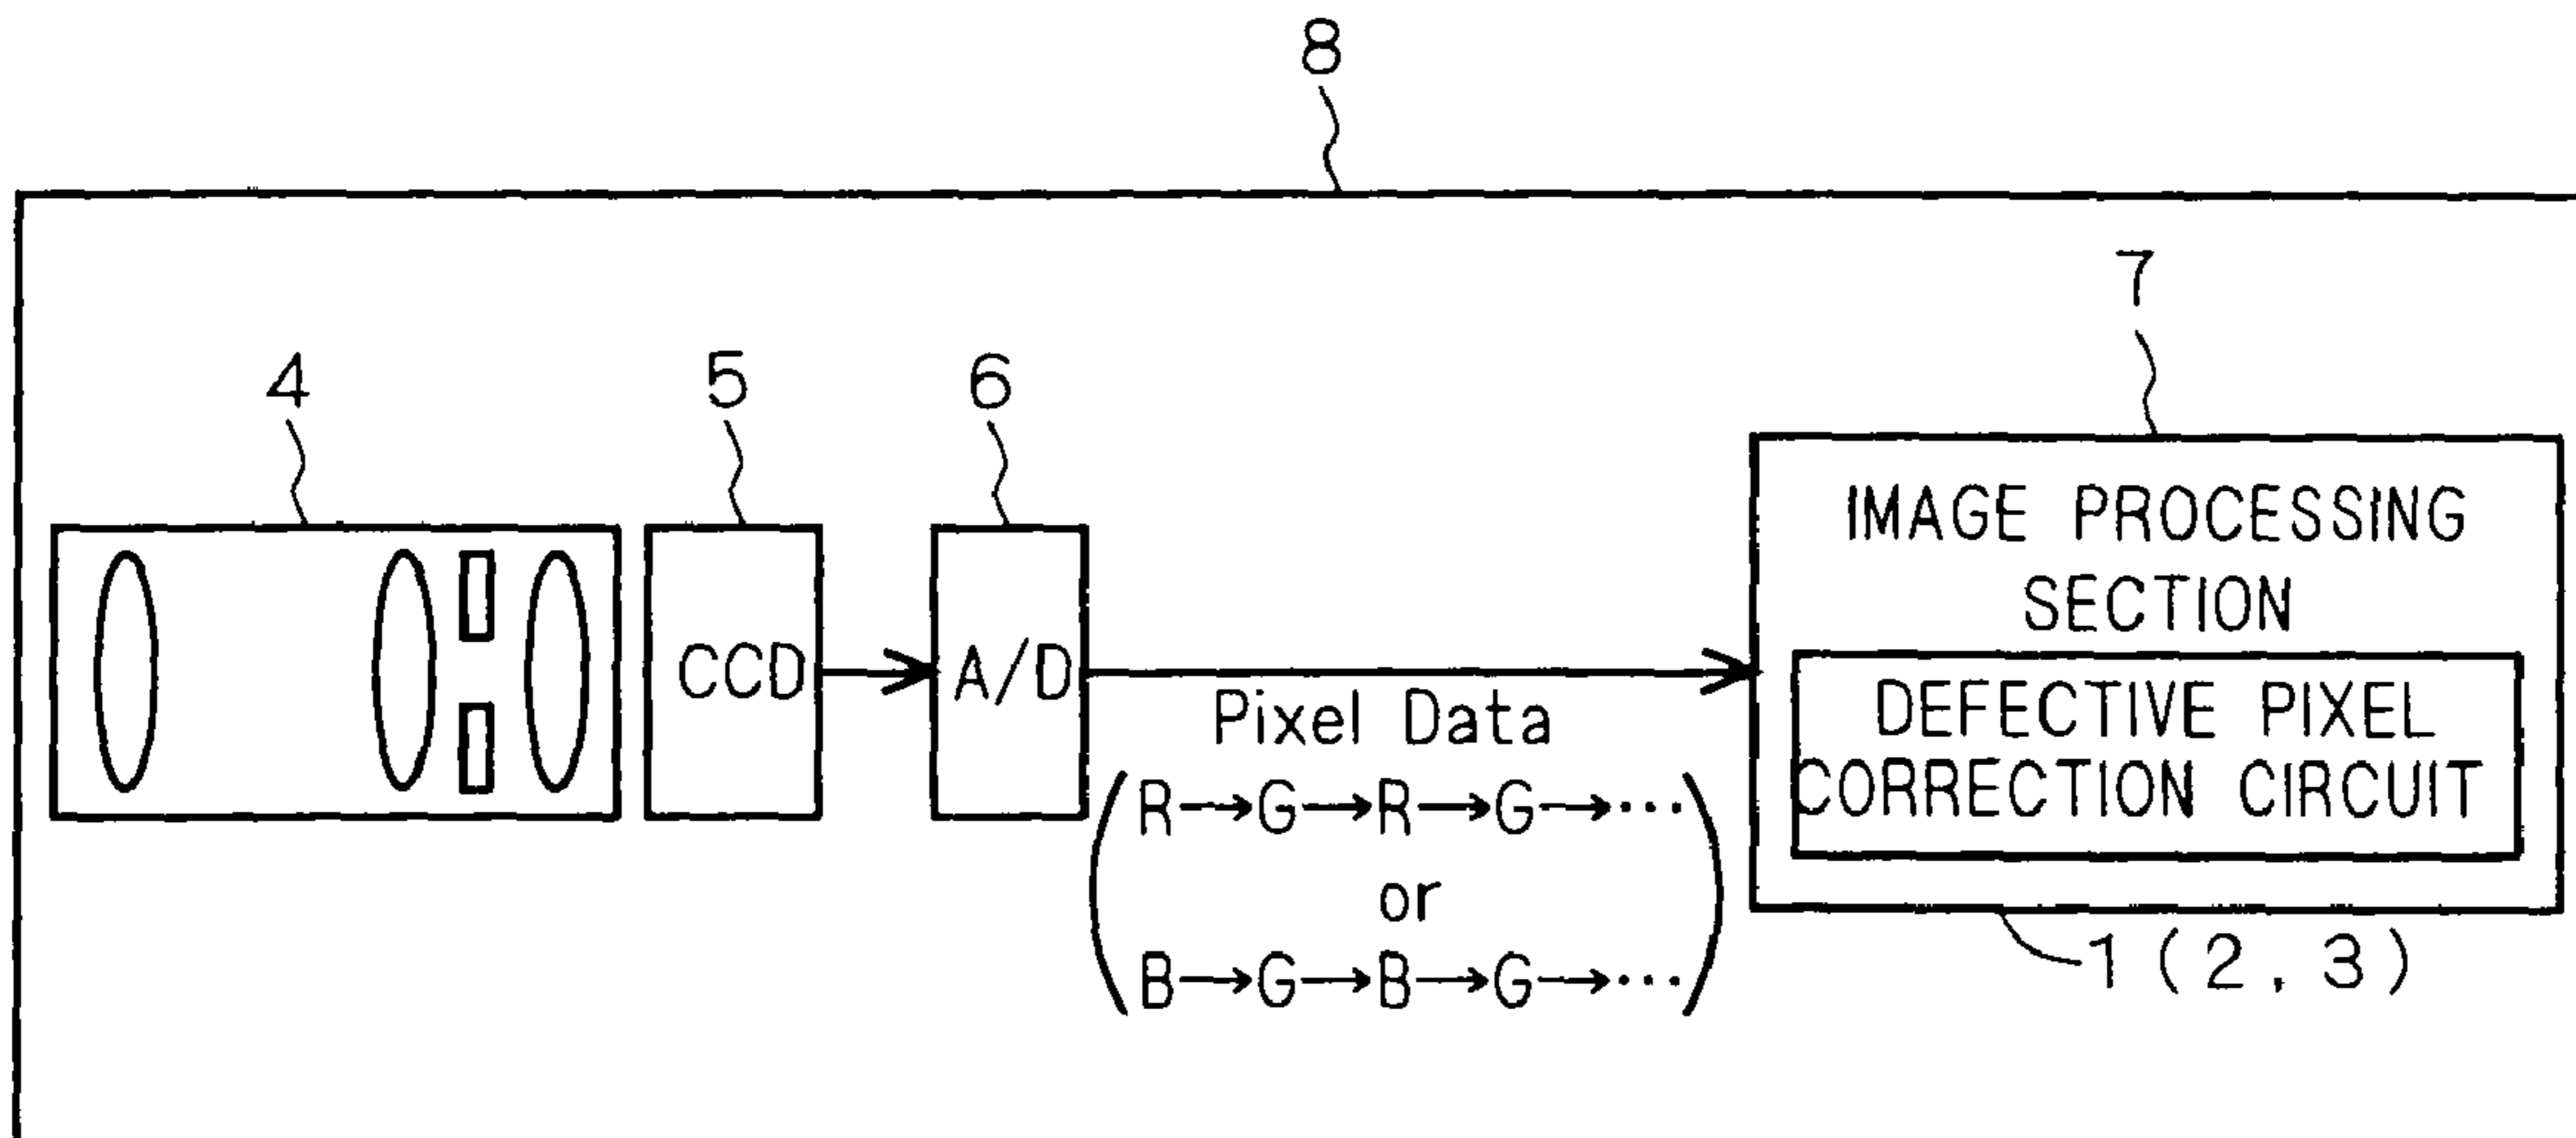 8
7
4
5
6
IMAGE PROCESSING
SECTION
CCD
A/D
Pixel Data
DEFECTIVE PIXEL
CORRECTION CIRCUIT
(R→G→R→G→···
or
B→G→B→G→···)
1(2,3)